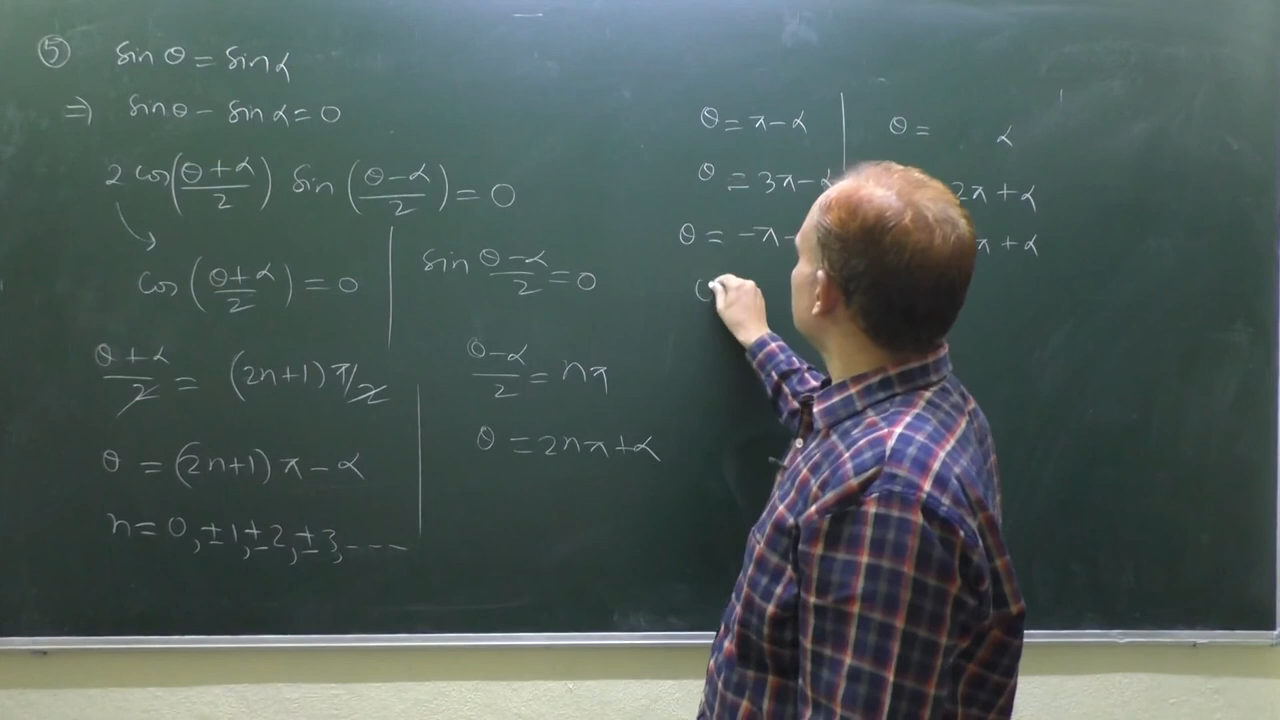 ⑤ sin θ = sin α
⇒ sin θ - sin α = 0
2 cos(θ + α / 2) sin (θ - α / 2) = 0
cos (θ + α / 2) = 0
θ + α / 2 = (2n+1) π/2
θ = (2n+1) π - α
n = 0, ±1, ±2, ±3, ----
sin θ - α / 2 = 0
θ - α / 2 = nπ
θ = 2nπ + α
θ = π - α
θ = 3π - α
θ = -π -
θ = α
2π + α
π + α